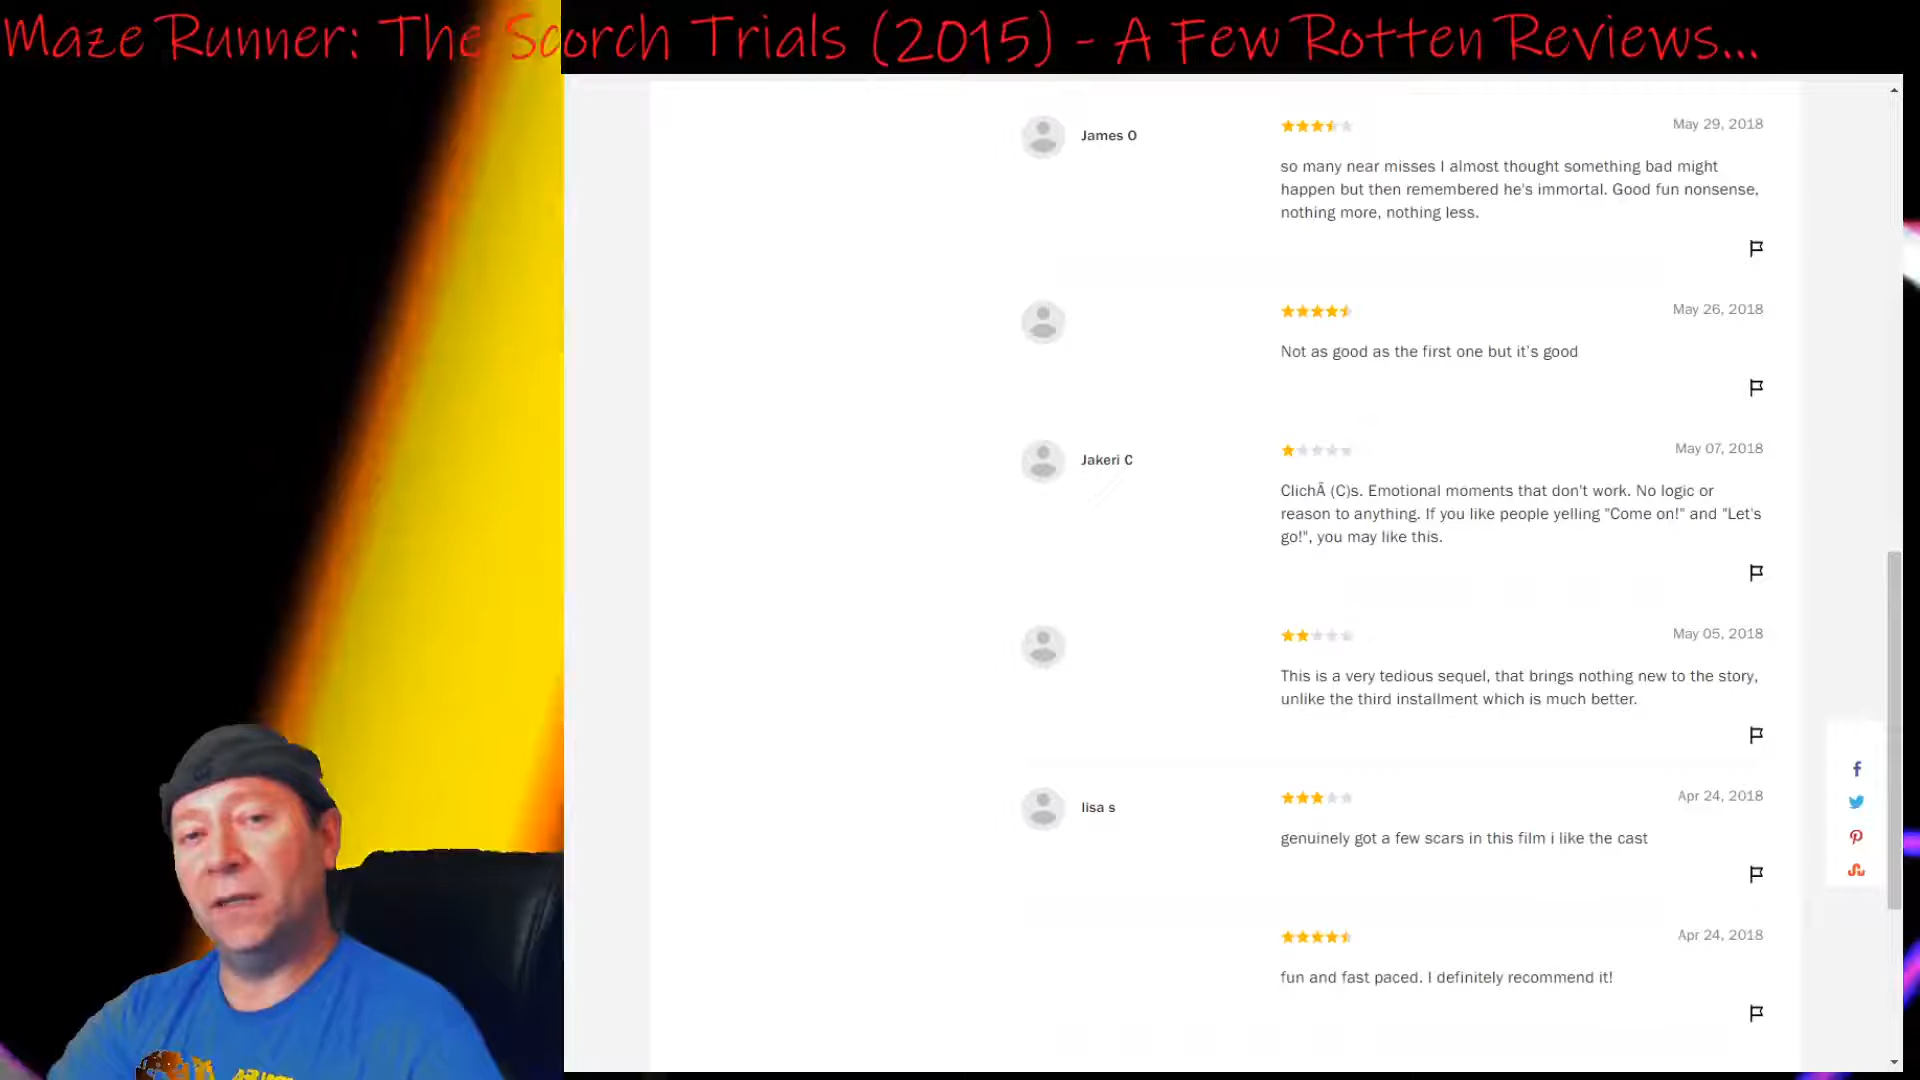 Maze Runner: The Scorch Trials (2015) - A Few Rotten Reviews...
James O
May 29, 2018
so many near misses I almost thought something bad might
happen but then remembered he's immortal. Good fun nonsense,
nothing more, nothing less.
May 26, 2018
Not as good as the first one but it's good
Jakeri C
May 07, 2018
ClichÃ (C)s. Emotional moments that don't work. No logic or
reason to anything. If you like people yelling "Come on!" and "Let's
go!", you may like this.
May 05, 2018
This is a very tedious sequel, that brings nothing new to the story,
unlike the third installment which is much better.
lisa s
Apr 24, 2018
genuinely got a few scars in this film i like the cast
Apr 24, 2018
fun and fast paced. I definitely recommend it!